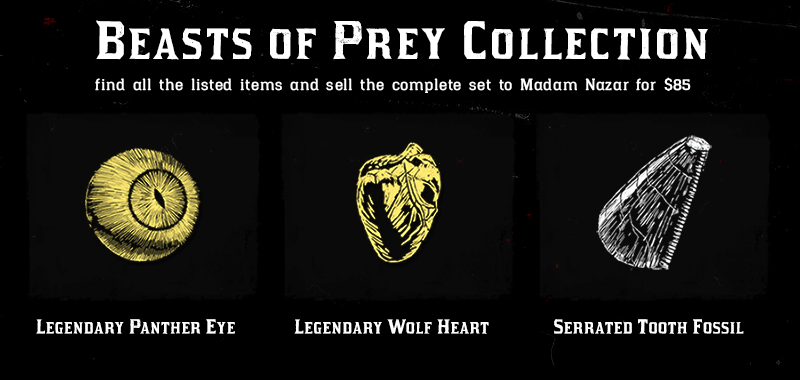 Beasts of Prey Collection
find all the listed items and sell the complete set to Madam Nazar for $85
Legendary Panther Eye
Legendary Wolf Heart
Serrated Tooth Fossil